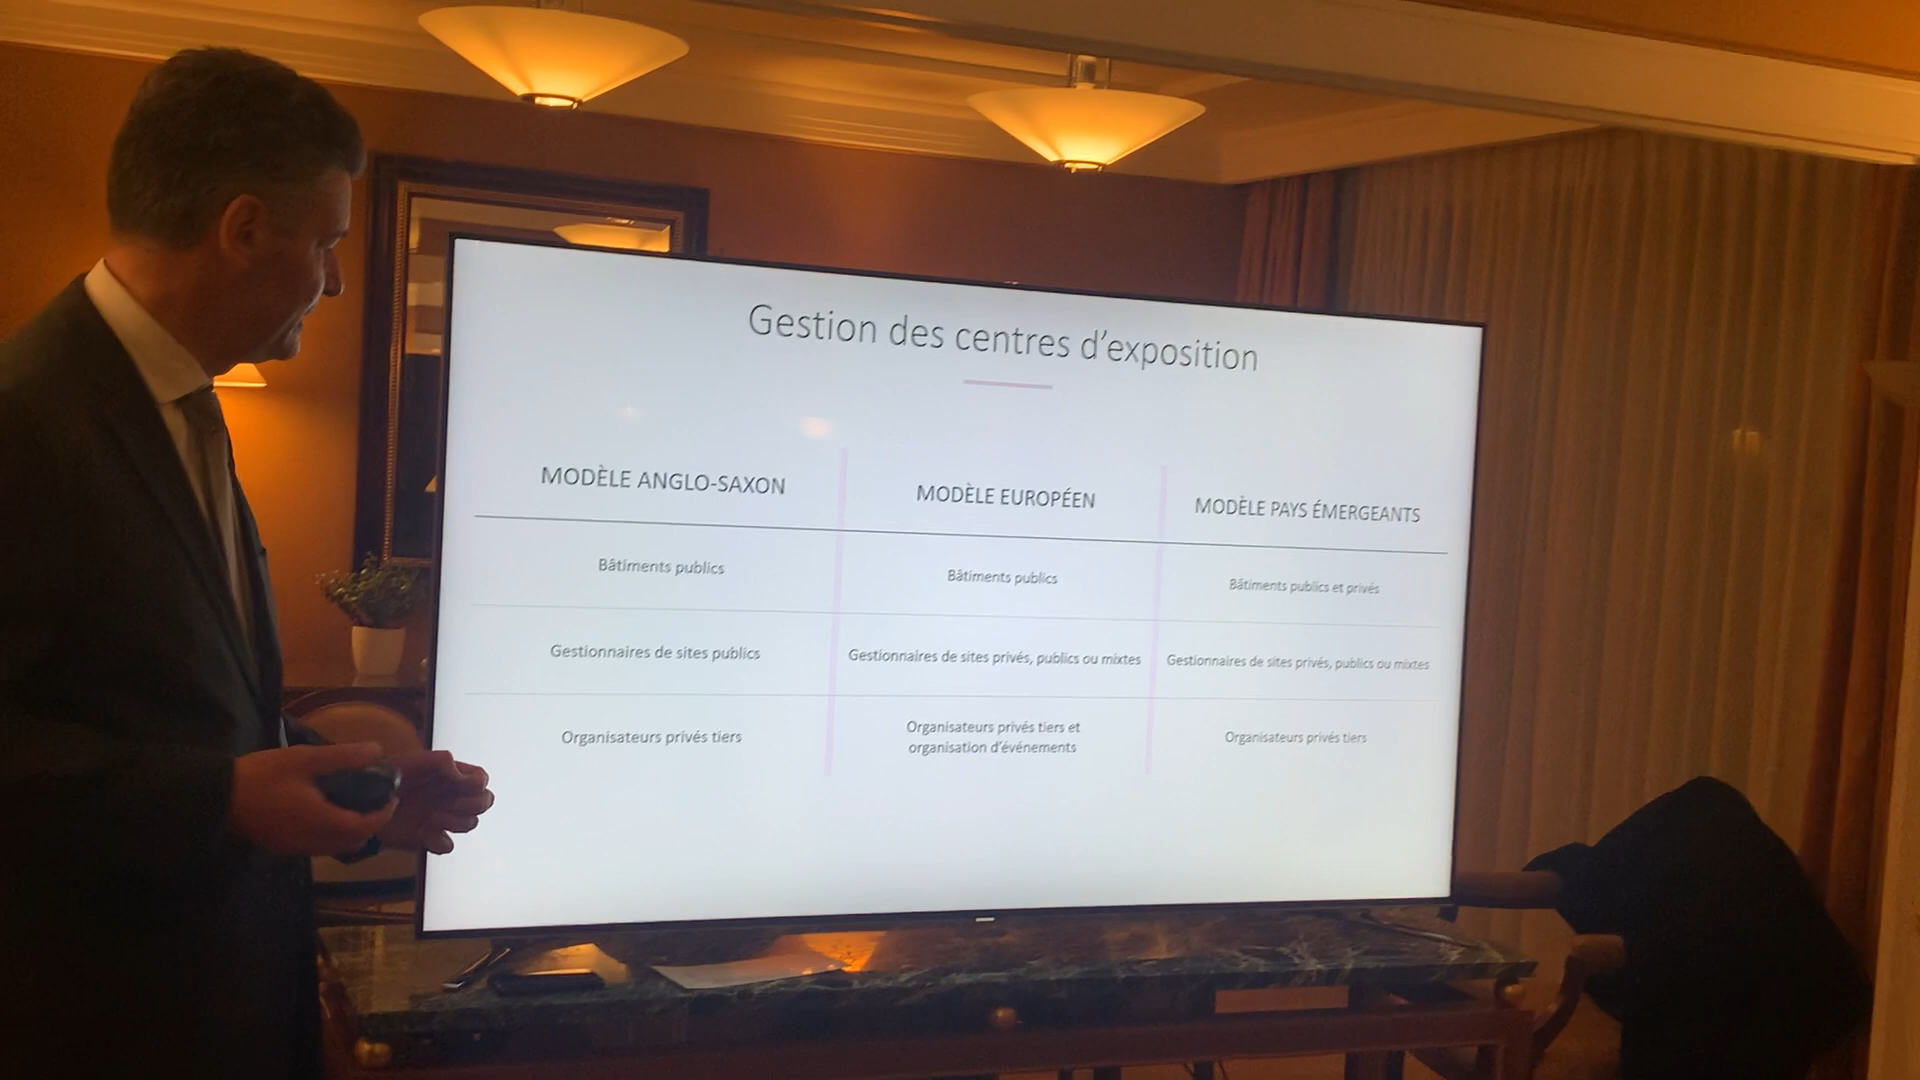 Gestion des centres d'exposition
MODÈLE ANGLO-SAXON
MODÈLE EUROPÉEN
MODÈLE PAYS ÉMERGEANTS
Bâtiments publics
Bâtiments publics
Bâtiments publics et privés
Gestionnaires de sites publics
Gestionnaires de sites privés, publics ou mixtes
Gestionnaires de sites privés, publics ou mixtes
Organisateurs privés tiers
Organisateurs privés tiers et
organisation d'événements
Organisateurs privés tiers